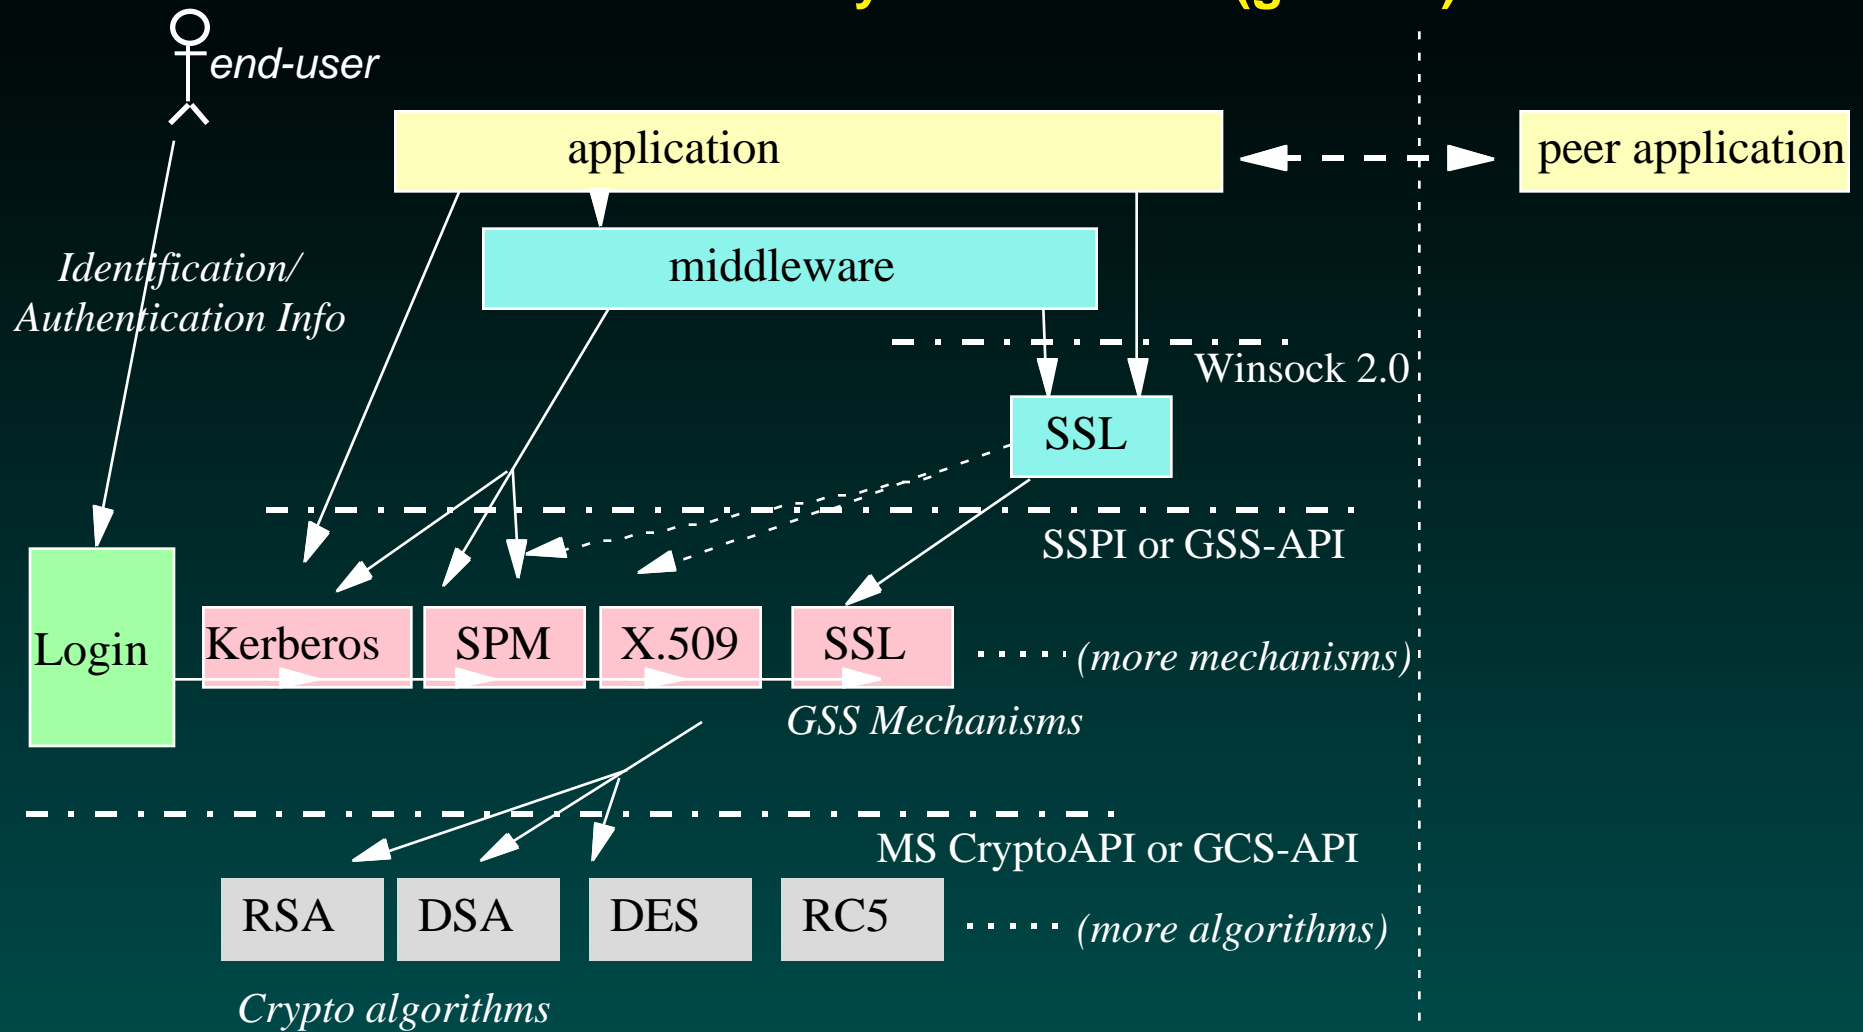 end-user
application
peer application
Identification/
Authentication Info
middleware
Winsock 2.0
SSL
SSPI or GSS-API
Login
Kerberos
SPM
X.509
SSL
(more mechanisms)
GSS Mechanisms
MS CryptoAPI or GCS-API
RSA
DSA
DES
RC5
(more algorithms)
Crypto algorithms